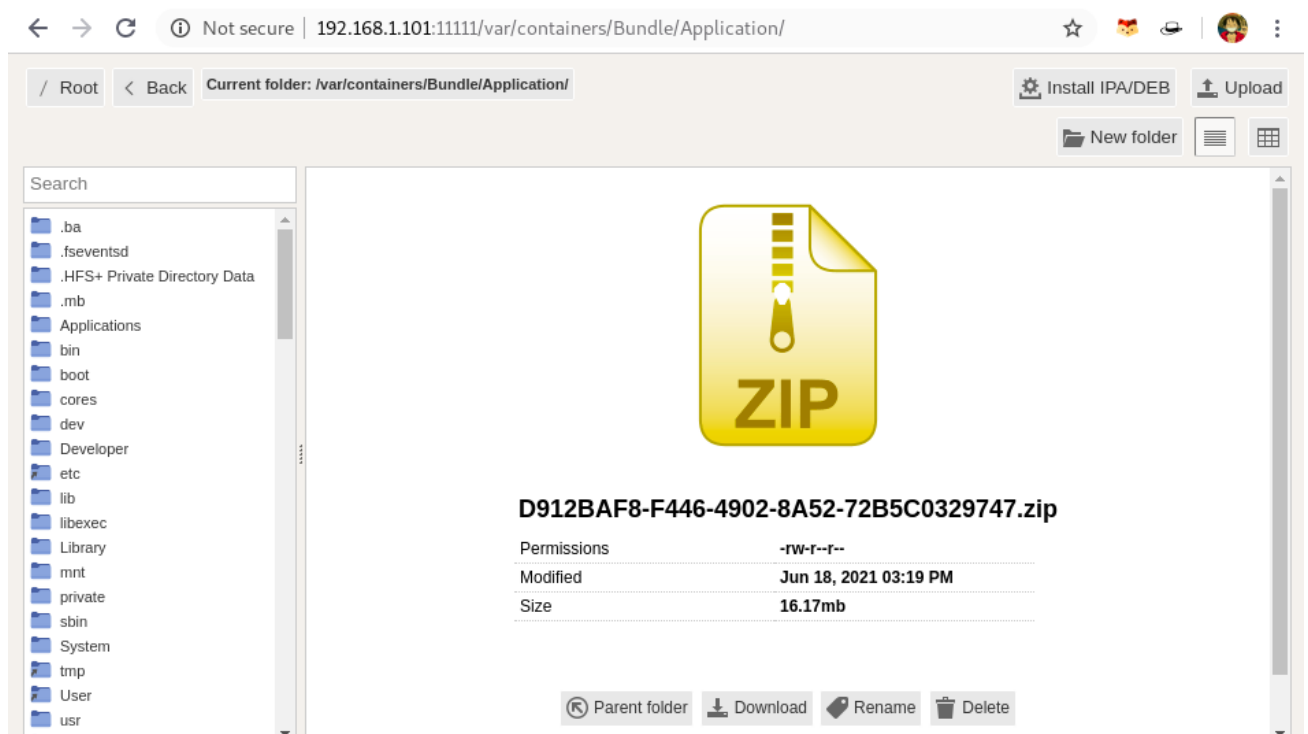 Not secure 192.168.1.101:11111/var/containers/Bundle/Application/
/ Root < Back Current folder: /var/containers/Bundle/Application/ Install IPA/DEB Upload
New folder
Search
.ba
.fseventsd
.HFS+ Private Directory Data
.mb
Applications
bin
boot
cores
dev
Developer
etc
lib
libexec
Library
mnt
private
sbin
System
tmp
User
usr
ZIP
D912BAF8-F446-4902-8A52-72B5C0329747.zip
Permissions -rw-r--r--
Modified Jun 18, 2021 03:19 PM
Size 16.17mb
Parent folder Download Rename Delete